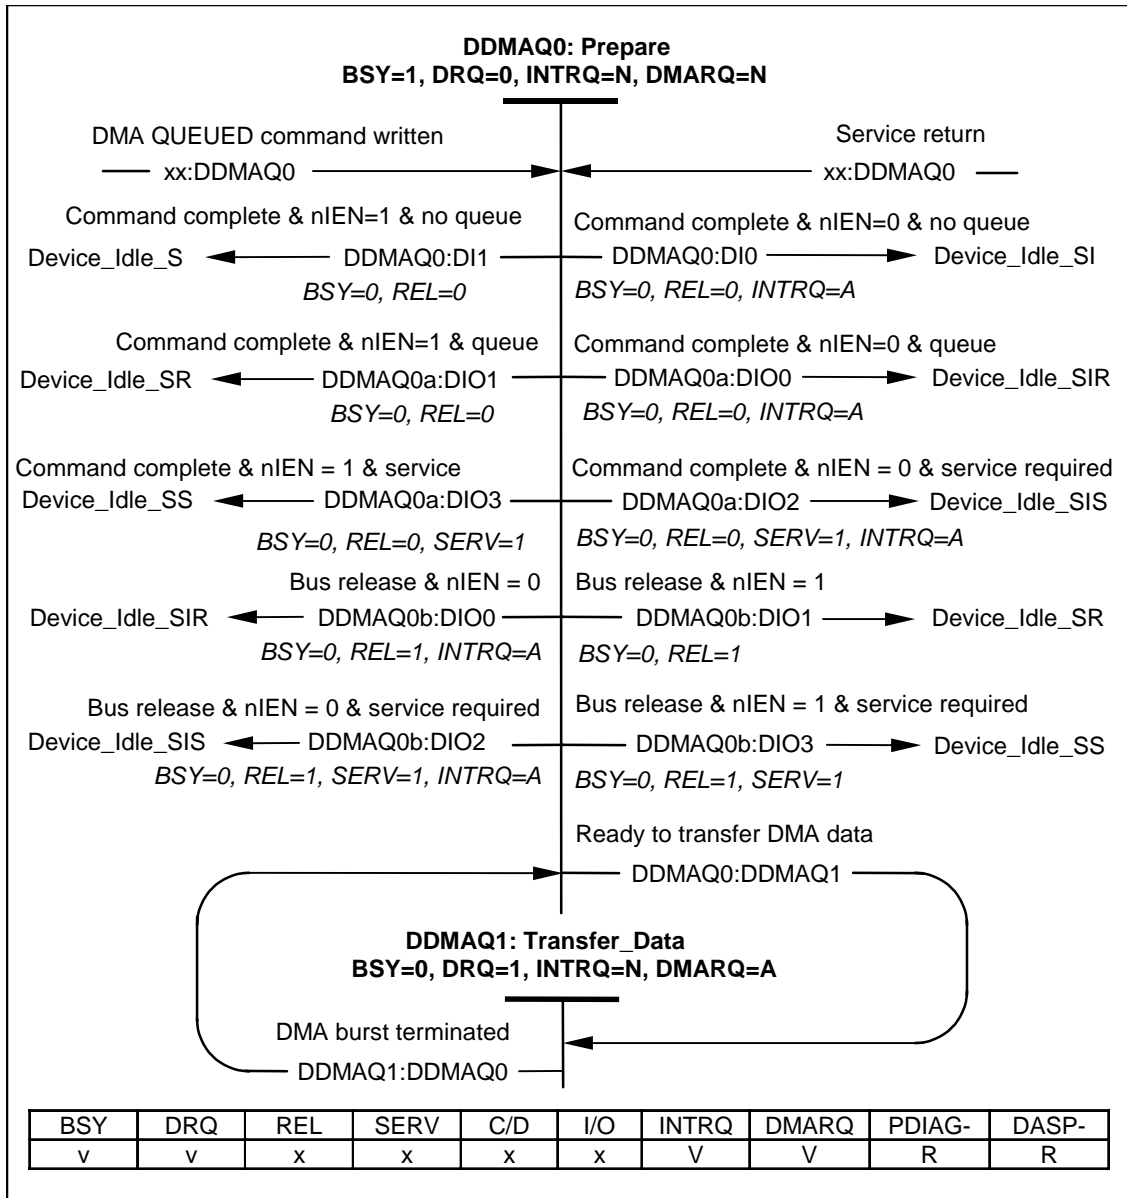 DDMAQ0: Prepare
BSY=1, DRQ=0, INTRQ=N, DMARQ=N
DMA QUEUED command written
xx:DDMAQ0
Service return
xx:DDMAQ0
Command complete & nIEN=1 & no queue
Device_Idle_S DDMAQ0:DI1
BSY=0, REL=0
Command complete & nIEN=0 & no queue
DDMAQ0:DI0 Device_Idle_SI
BSY=0, REL=0, INTRQ=A
Command complete & nIEN=1 & queue
Device_Idle_SR DDMAQ0a:DIO1
BSY=0, REL=0
Command complete & nIEN=0 & queue
DDMAQ0a:DIO0 Device_Idle_SIR
BSY=0, REL=0, INTRQ=A
Command complete & nIEN = 1 & service
Device_Idle_SS DDMAQ0a:DIO3
BSY=0, REL=0, SERV=1
Command complete & nIEN = 0 & service required
DDMAQ0a:DIO2 Device_Idle_SIS
BSY=0, REL=0, SERV=1, INTRQ=A
Bus release & nIEN = 0
Device_Idle_SIR DDMAQ0b:DIO0
BSY=0, REL=1, INTRQ=A
Bus release & nIEN = 1
DDMAQ0b:DIO1 Device_Idle_SR
BSY=0, REL=1
Bus release & nIEN = 0 & service required
Device_Idle_SIS DDMAQ0b:DIO2
BSY=0, REL=1, SERV=1, INTRQ=A
Bus release & nIEN = 1 & service required
DDMAQ0b:DIO3 Device_Idle_SS
BSY=0, REL=1, SERV=1
Ready to transfer DMA data
DDMAQ0:DDMAQ1
DDMAQ1: Transfer_Data
BSY=0, DRQ=1, INTRQ=N, DMARQ=A
DMA burst terminated
DDMAQ1:DDMAQ0
BSY DRQ REL SERV C/D I/O INTRQ DMARQ PDIAG- DASP-
v v x x x x V V R R